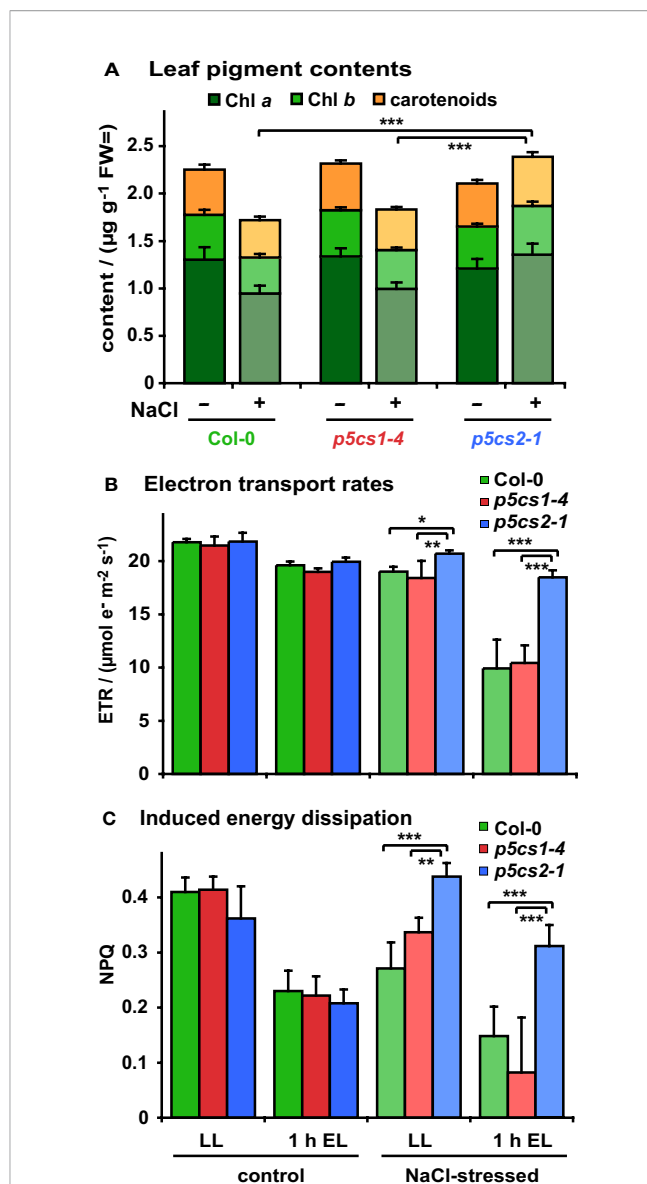 A Leaf pigment contents
Chl a Chl b carotenoids
***
***
content / (µg g-1 FW=)
2.5
2.0
1.5
1.0
0.5
0.0
NaCl – + – + – +
Col-0 p5cs1-4 p5cs2-1
B Electron transport rates
Col-0
p5cs1-4
p5cs2-1
* ***
** ***
ETR / (µmol e- m-2 s-1)
20
15
10
5
0
C Induced energy dissipation
Col-0
p5cs1-4
p5cs2-1
*** ***
** ***
NPQ
0.4
0.3
0.2
0.1
0
LL 1 h EL LL 1 h EL
control NaCl-stressed